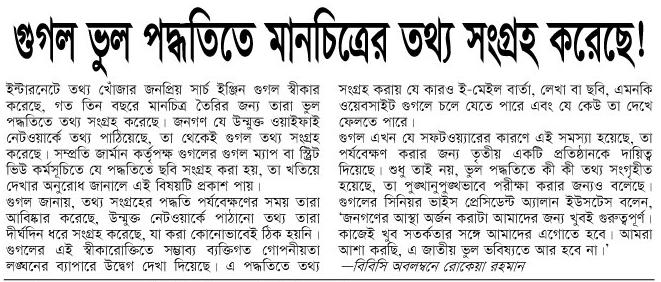 গুগল ভুল পদ্ধতিতে মানচিত্রের তথ্য সংগ্রহ করেছে!
ইন্টারনেটে তথ্য খোঁজার জনপ্রিয় সার্চ ইঞ্জিন গুগল স্বীকার
করেছে, গত তিন বছরে মানচিত্র তৈরির জন্য তারা ভুল
পদ্ধতিতে তথ্য সংগ্রহ করেছে। জনগণ যে উন্মুক্ত ওয়াইফাই
নেটওয়ার্কে তথ্য পাঠিয়েছে, তা থেকেই গুগল তথ্য সংগ্রহ
করেছে। সম্প্রতি জার্মান কর্তৃপক্ষ গুগলের গুগল ম্যাপ বা স্ট্রিট
ভিউ কর্মসূচিতে যে পদ্ধতিতে ছবি সংগ্রহ করা হয়, তা খতিয়ে
দেখার অনুরোধ জানালে এই বিষয়টি প্রকাশ পায়।
গুগল জানায়, তথ্য সংগ্রহের পদ্ধতি পর্যবেক্ষণের সময় তারা
আবিষ্কার করেছে, উন্মুক্ত নেটওয়ার্কে পাঠানো তথ্য তারা
দীর্ঘদিন ধরে সংগ্রহ করেছে, যা করা কোনোভাবেই ঠিক হয়নি।
গুগলের এই স্বীকারোক্তিতে সম্ভাব্য ব্যক্তিগত গোপনীয়তা
লঙ্ঘনের ব্যাপারে উদ্বেগ দেখা দিয়েছে। এ পদ্ধতিতে তথ্য
সংগ্রহ করায় যে কারও ই-মেইল বার্তা, লেখা বা ছবি, এমনকি
ওয়েবসাইট গুগলে চলে যেতে পারে এবং যে কেউ তা দেখে
ফেলতে পারে।
গুগল এখন যে সফটওয়্যারের কারণে এই সমস্যা হয়েছে, তা
পর্যবেক্ষণ করার জন্য তৃতীয় একটি প্রতিষ্ঠানকে দায়িত্ব
দিয়েছে। শুধু তাই নয়, ভুল পদ্ধতিতে কী কী তথ্য সংগৃহীত
হয়েছে, তা পুঙ্খানুপুঙ্খভাবে পরীক্ষা করার জন্যও বলেছে।
গুগলের সিনিয়র ভাইস প্রেসিডেন্ট অ্যালান ইউসটেস বলেন,
‘জনগণের আস্থা অর্জন করাটা আমাদের জন্য খুবই গুরুত্বপূর্ণ।
কাজেই খুব সতর্কতার সঙ্গে আমাদের এগোতে হবে। আমরা
আশা করছি, এ জাতীয় ভুল ভবিষ্যতে আর হবে না।’
—বিবিসি অবলম্বনে রোকেয়া রহমান